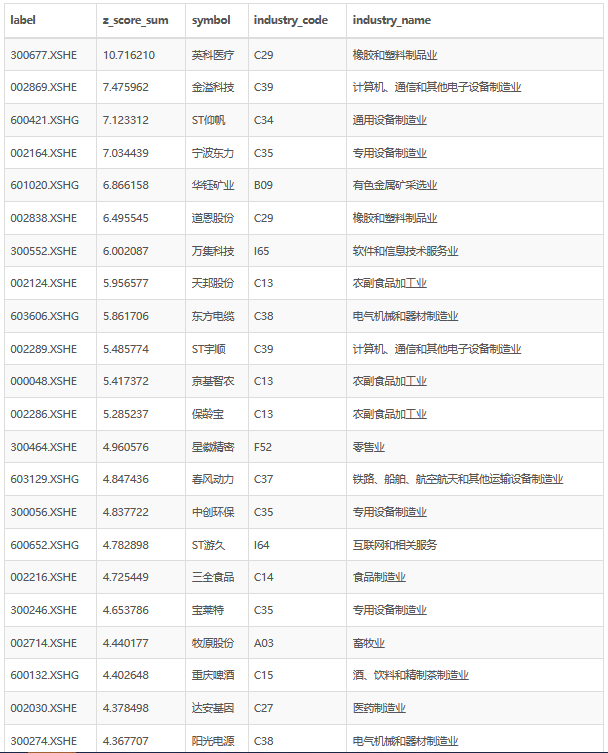 label z_score_sum symbol industry_code industry_name
300677.XSHE 10.716210 英科医疗 C29 橡胶和塑料制品业
002869.XSHE 7.475962 金溢科技 C39 计算机、通信和其他电子设备制造业
600421.XSHG 7.123312 ST仰帆 C34 通用设备制造业
002164.XSHE 7.034439 宁波东力 C35 专用设备制造业
601020.XSHG 6.866158 华钰矿业 B09 有色金属矿采选业
002838.XSHE 6.495545 道恩股份 C29 橡胶和塑料制品业
300552.XSHE 6.002087 万集科技 I65 软件和信息技术服务业
002124.XSHE 5.956577 天邦股份 C13 农副食品加工业
603606.XSHG 5.861706 东方电缆 C38 电气机械和器材制造业
002289.XSHE 5.485774 ST宇顺 C39 计算机、通信和其他电子设备制造业
000048.XSHE 5.417372 京基智农 C13 农副食品加工业
002286.XSHE 5.285237 保龄宝 C13 农副食品加工业
300464.XSHE 4.960576 星徽精密 F52 零售业
603129.XSHG 4.847436 春风动力 C37 铁路、船舶、航空航天和其他运输设备制造业
300056.XSHE 4.837722 中创环保 C35 专用设备制造业
600652.XSHG 4.782898 ST游久 I64 互联网和相关服务
002216.XSHE 4.725449 三全食品 C14 食品制造业
300246.XSHE 4.653786 宝莱特 C35 专用设备制造业
002714.XSHE 4.440177 牧原股份 A03 畜牧业
600132.XSHG 4.402648 重庆啤酒 C15 酒、饮料和精制茶制造业
002030.XSHE 4.378498 达安基因 C27 医药制造业
300274.XSHE 4.367707 阳光电源 C38 电气机械和器材制造业